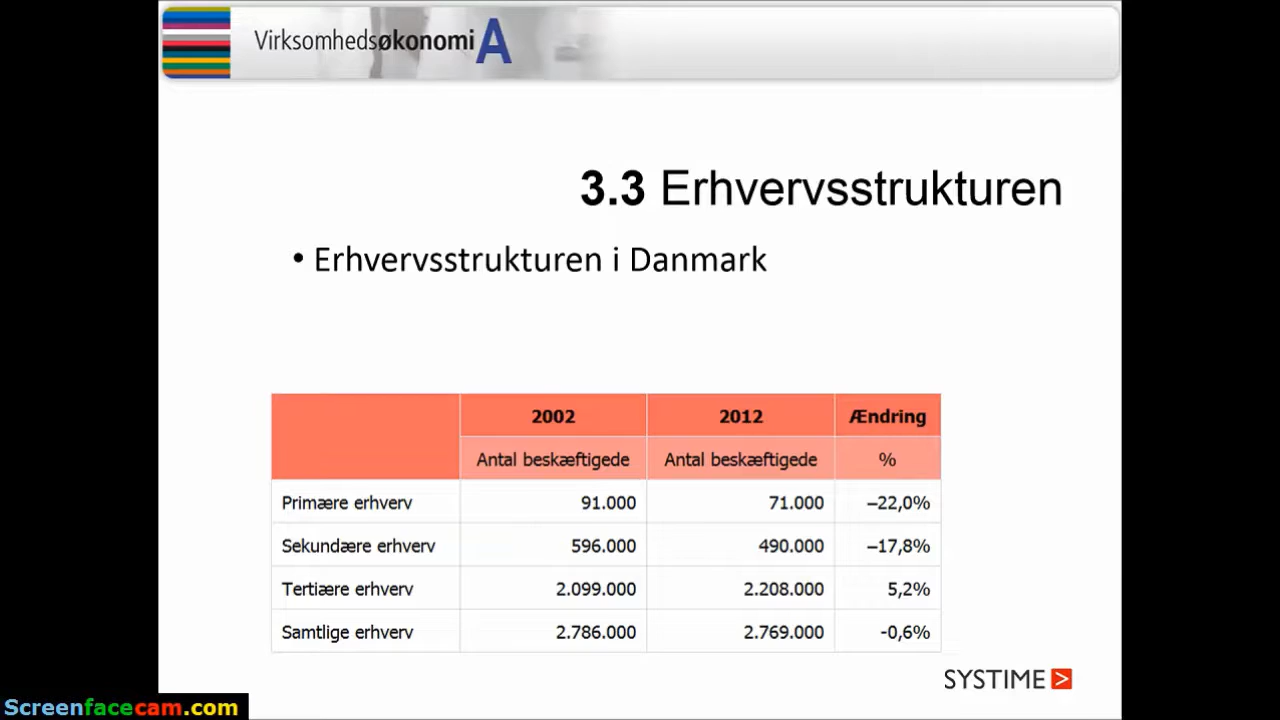 Virksomhedsøkonomi A
3.3 Erhvervsstrukturen
• Erhvervsstrukturen i Danmark
2002 2012 Ændring
Antal beskæftigede Antal beskæftigede %
Primære erhverv 91.000 71.000 –22,0%
Sekundære erhverv 596.000 490.000 –17,8%
Tertiære erhverv 2.099.000 2.208.000 5,2%
Samtlige erhverv 2.786.000 2.769.000 -0,6%
SYSTIME >
Screenfacecam.com